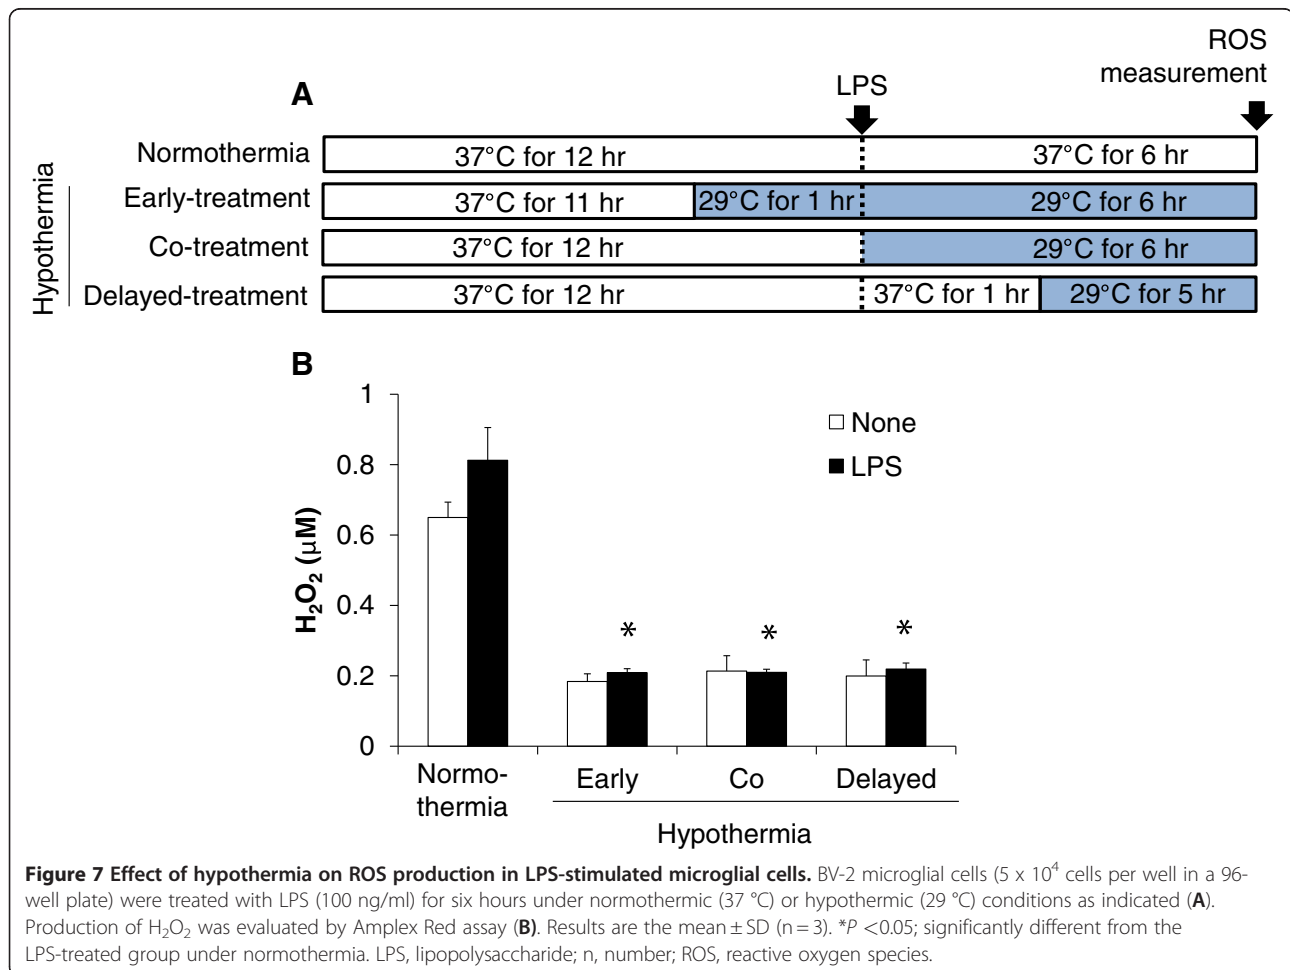 ROS
measurement
A
LPS
Normothermia 37°C for 12 hr 37°C for 6 hr
Hypothermia
Early-treatment 37°C for 11 hr 29°C for 1 hr 29°C for 6 hr
Co-treatment 37°C for 12 hr 29°C for 6 hr
Delayed-treatment 37°C for 12 hr 37°C for 1 hr 29°C for 5 hr
B
H₂O₂ (µM)
1
0.8
0.6
0.4
0.2
0
None
LPS
* * *
Normo-
thermia
Early Co Delayed
Hypothermia
Figure 7 Effect of hypothermia on ROS production in LPS-stimulated microglial cells. BV-2 microglial cells (5 x 10⁴ cells per well in a 96-
well plate) were treated with LPS (100 ng/ml) for six hours under normothermic (37 °C) or hypothermic (29 °C) conditions as indicated (A).
Production of H₂O₂ was evaluated by Amplex Red assay (B). Results are the mean ± SD (n = 3). *P <0.05; significantly different from the
LPS-treated group under normothermia. LPS, lipopolysaccharide; n, number; ROS, reactive oxygen species.